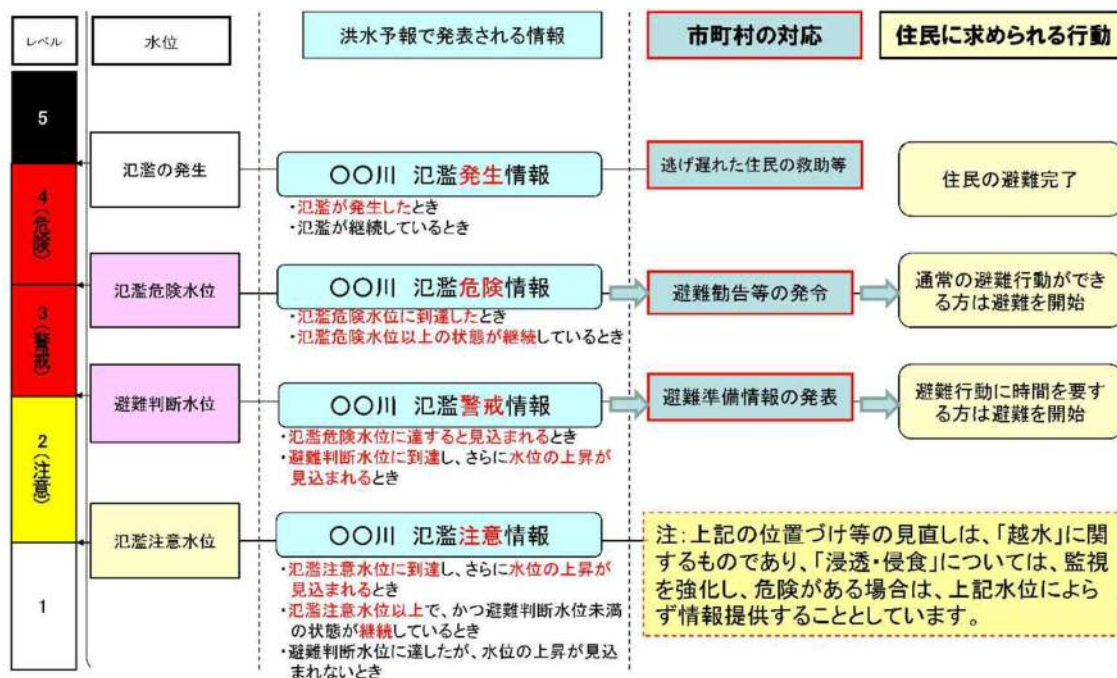 レベル
水位
洪水予報で発表される情報
市町村の対応
住民に求められる行動
5
氾濫の発生
〇〇川 氾濫発生情報
・氾濫が発生したとき
・氾濫が継続しているとき
逃げ遅れた住民の救助等
住民の避難完了
4(危険)
氾濫危険水位
〇〇川 氾濫危険情報
・氾濫危険水位に到達したとき
・氾濫危険水位以上の状態が継続しているとき
避難勧告等の発令
通常の避難行動ができ
る方は避難を開始
3(警戒)
避難判断水位
〇〇川 氾濫警戒情報
・氾濫危険水位に達すると見込まれるとき
・避難判断水位に到達し、さらに水位の上昇が
見込まれるとき
避難準備情報の発表
避難行動に時間を要す
る方は避難を開始
2(注意)
氾濫注意水位
〇〇川 氾濫注意情報
・氾濫注意水位に到達し、さらに水位の上昇が
見込まれるとき
・氾濫注意水位以上で、かつ避難判断水位未満
の状態が継続しているとき
・避難判断水位に達したが、水位の上昇が見込
まれないとき
1
注:上記の位置づけ等の見直しは、「越水」に関
するものであり、「浸透・侵食」については、監視
を強化し、危険がある場合は、上記水位によら
ず情報提供することとしています。